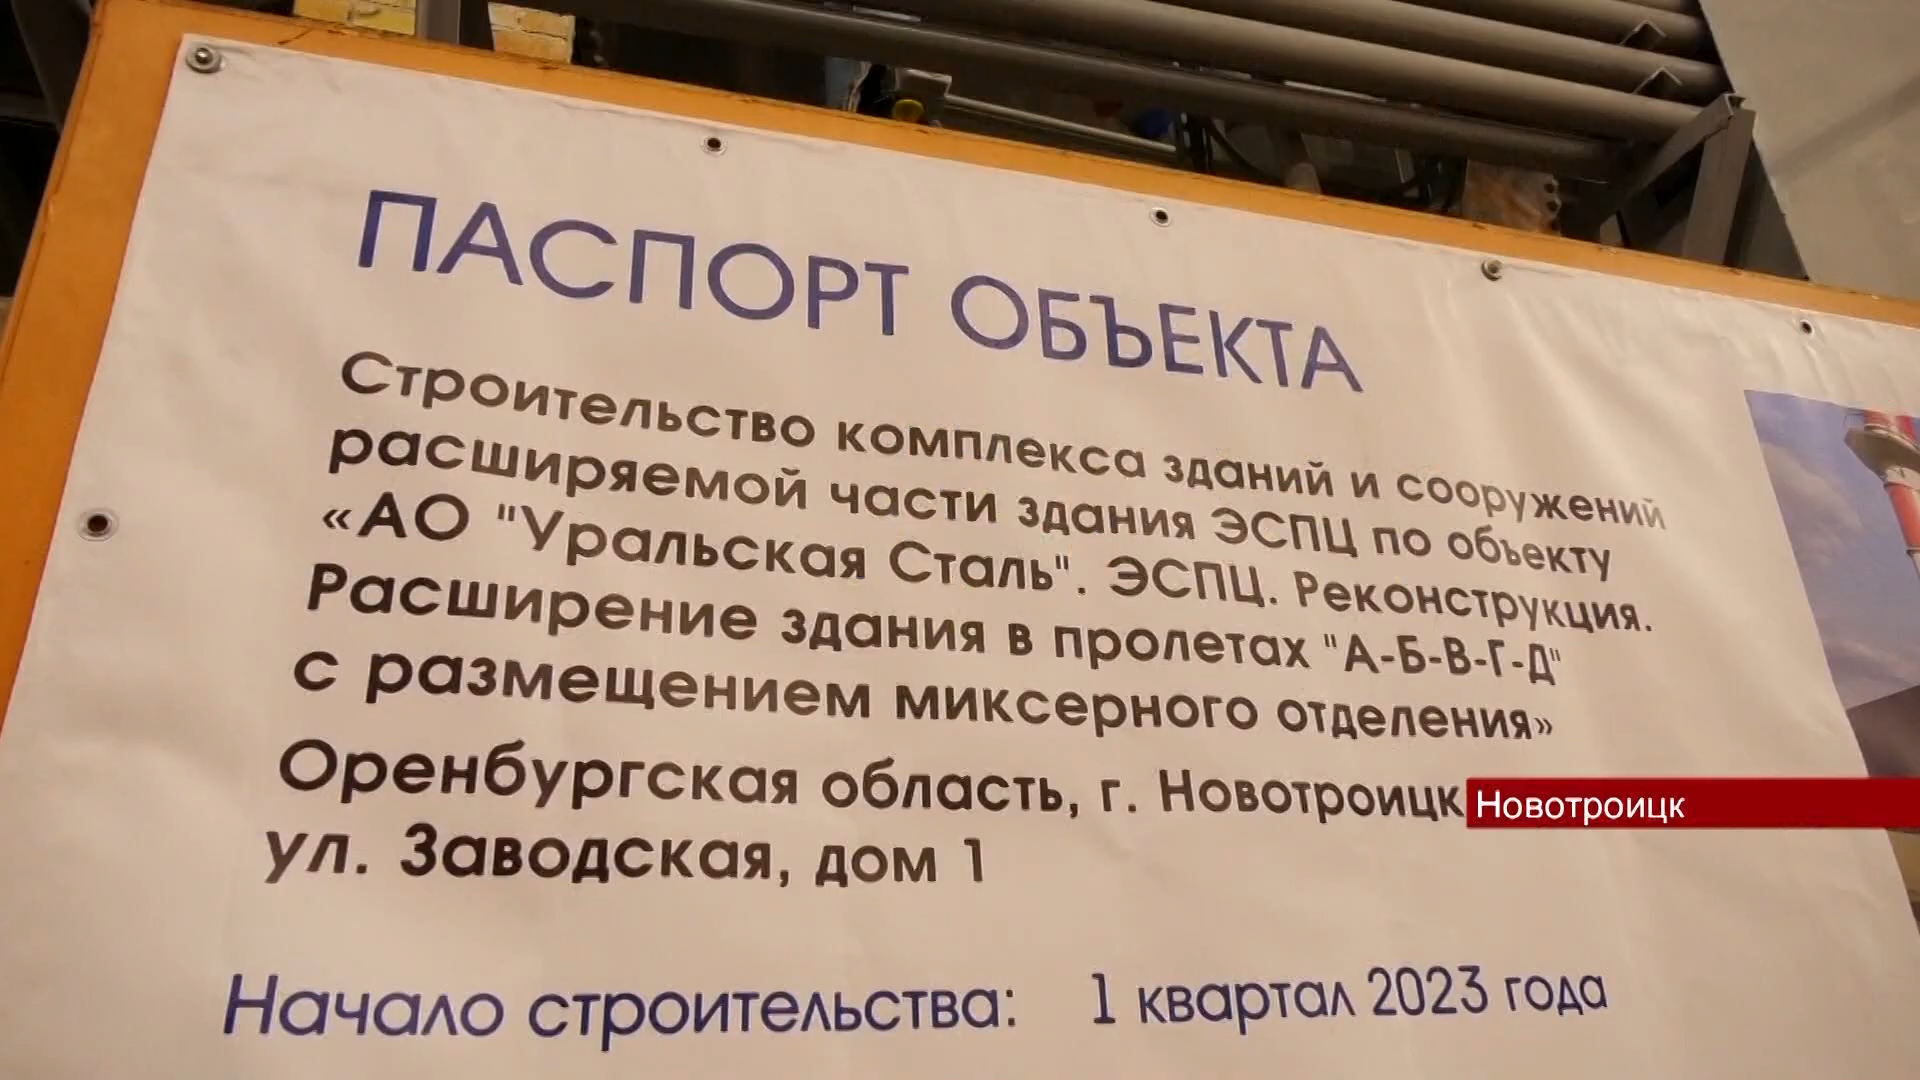 ПАСПОРТ ОБЪЕКТА
Строительство комплекса зданий и сооружений
расширяемой части здания ЭСПЦ по объекту
«АО "Уральская Сталь". ЭСПЦ. Реконструкция.
Расширение здания в пролетах "А-Б-В-Г-Д"
с размещением миксерного отделения»
Оренбургская область, г. Новотроицк
Новотроицк
ул. Заводская, дом 1
Начало строительства: 1 квартал 2023 года